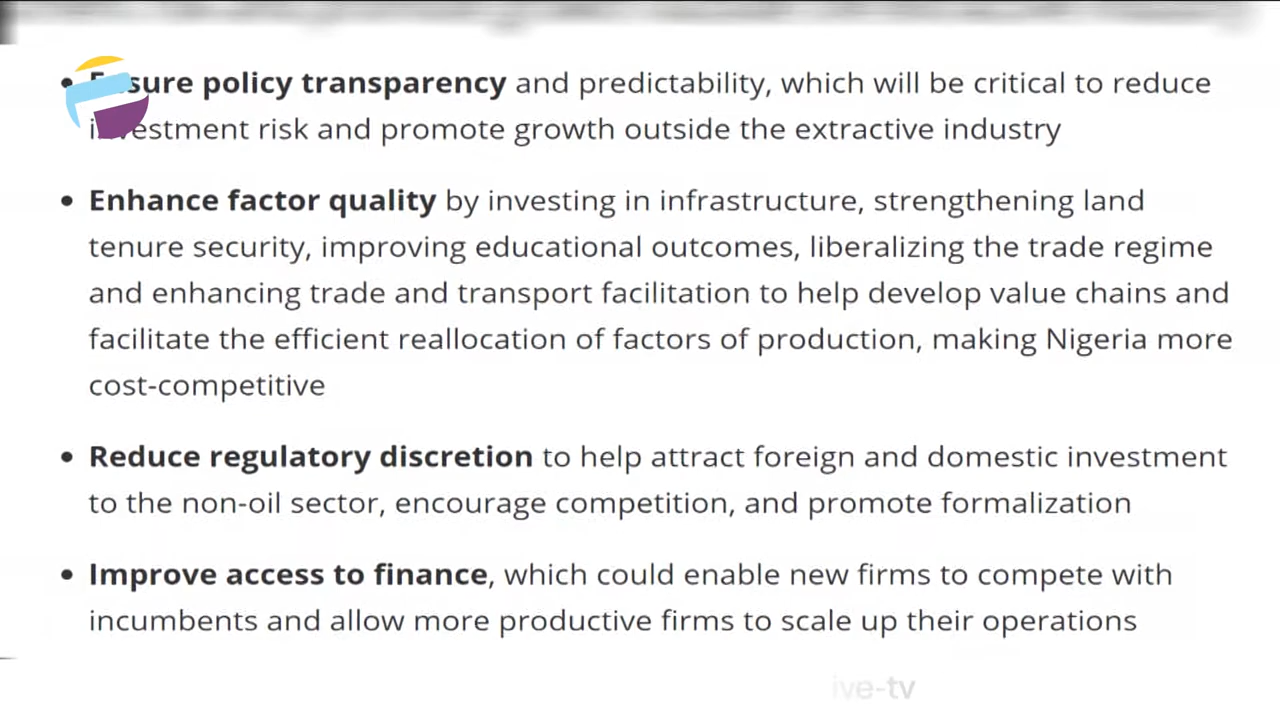 • Ensure policy transparency and predictability, which will be critical to reduce
investment risk and promote growth outside the extractive industry
• Enhance factor quality by investing in infrastructure, strengthening land
tenure security, improving educational outcomes, liberalizing the trade regime
and enhancing trade and transport facilitation to help develop value chains and
facilitate the efficient reallocation of factors of production, making Nigeria more
cost-competitive
• Reduce regulatory discretion to help attract foreign and domestic investment
to the non-oil sector, encourage competition, and promote formalization
• Improve access to finance, which could enable new firms to compete with
incumbents and allow more productive firms to scale up their operations
ive-tv